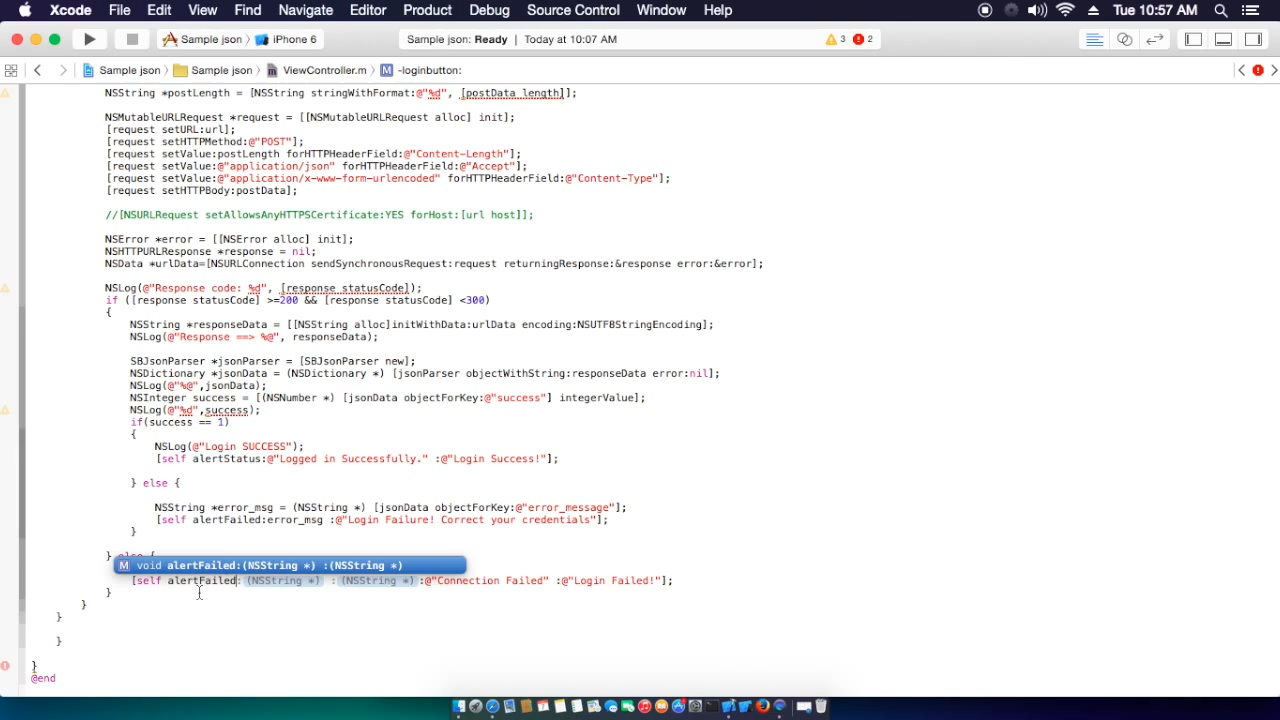 Xcode File Edit View Find Navigate Editor Product Debug Source Control Window Help Tue 10:57 AM
Sample json iPhone 6 Sample json: Ready | Today at 10:07 AM 3 2
Sample json Sample json ViewController.m M -loginbutton:
NSString *postLength = [NSString stringWithFormat:@"%d", [postData length]];
NSMutableURLRequest *request = [[NSMutableURLRequest alloc] init];
[request setURL:url];
[request setHTTPMethod:@"POST"];
[request setValue:postLength forHTTPHeaderField:@"Content-Length"];
[request setValue:@"application/json" forHTTPHeaderField:@"Accept"];
[request setValue:@"application/x-www-form-urlencoded" forHTTPHeaderField:@"Content-Type"];
[request setHTTPBody:postData];
//[NSURLRequest setAllowsAnyHTTPSCertificate:YES forHost:[url host]];
NSError *error = [[NSError alloc] init];
NSHTTPURLResponse *response = nil;
NSData *urlData=[NSURLConnection sendSynchronousRequest:request returningResponse:&response error:&error];
NSLog(@"Response code: %d", [response statusCode]);
if ([response statusCode] >=200 && [response statusCode] <300)
{
NSString *responseData = [[NSString alloc]initWithData:urlData encoding:NSUTF8StringEncoding];
NSLog(@"Response ==> %@", responseData);
SBJsonParser *jsonParser = [SBJsonParser new];
NSDictionary *jsonData = (NSDictionary *) [jsonParser objectWithString:responseData error:nil];
NSLog(@"%@",jsonData);
NSInteger success = [(NSNumber *) [jsonData objectForKey:@"success"] integerValue];
NSLog(@"%d",success);
if(success == 1)
{
NSLog(@"Login SUCCESS");
[self alertStatus:@"Logged in Successfully." :@"Login Success!"];
} else {
NSString *error_msg = (NSString *) [jsonData objectForKey:@"error_message"];
[self alertFailed:error_msg :@"Login Failure! Correct your credentials"];
}
} else {
M void alertFailed:(NSString *) :(NSString *)
[self alertFailed:(NSString *) :(NSString *):@"Connection Failed" :@"Login Failed!"];
}
}
}
}
}
@end